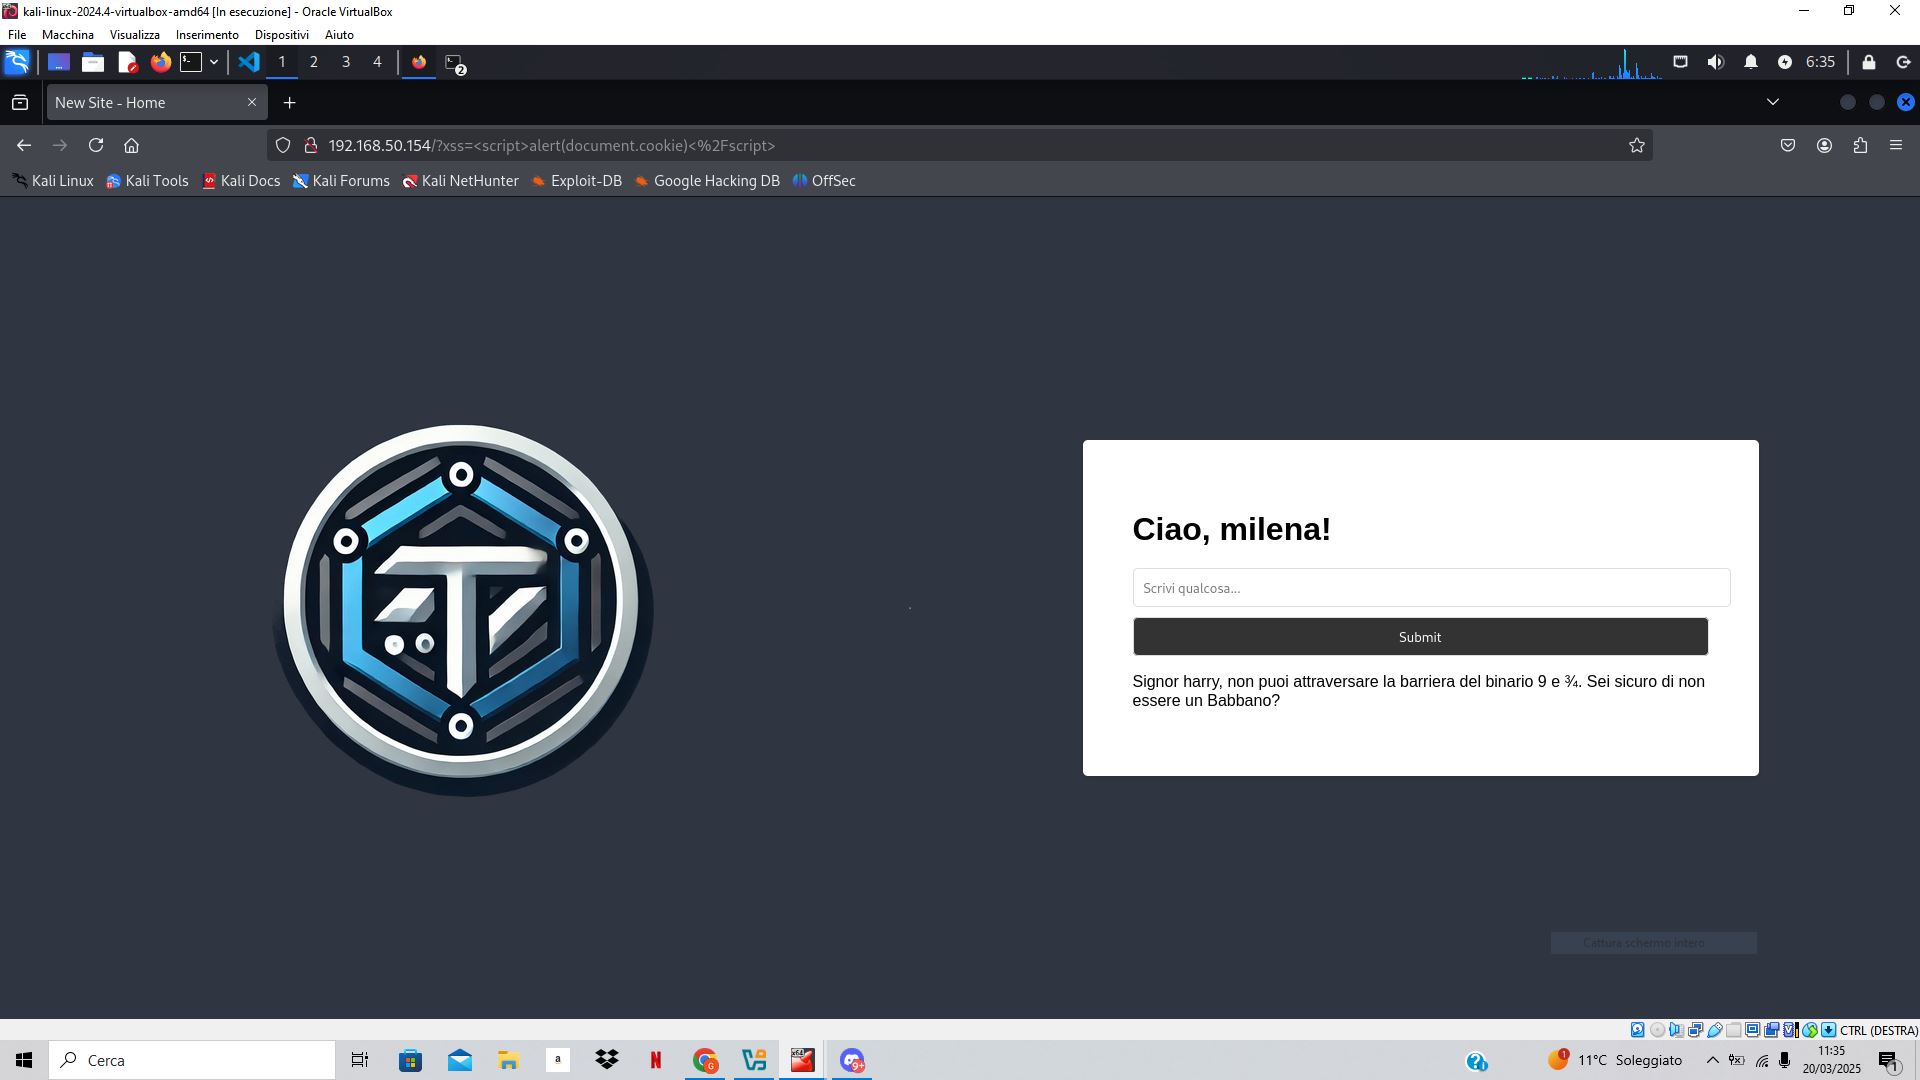 kali-linux-2024.4-virtualbox-amd64 [In esecuzione] - Oracle VirtualBox
File Macchina Visualizza Inserimento Dispositivi Aiuto
1 2 3 4 2 6:35
New Site - Home
192.168.50.154/?xss=<script>alert(document.cookie)<%2Fscript>
Kali Linux Kali Tools Kali Docs Kali Forums Kali NetHunter Exploit-DB Google Hacking DB OffSec
Ciao, milena!
Scrivi qualcosa...
Submit
Signor harry, non puoi attraversare la barriera del binario 9 e ¾. Sei sicuro di non
essere un Babbano?
Cattura schermo intero
CTRL (DESTRA)
Cerca
11°C Soleggiato
11:35
20/03/2025